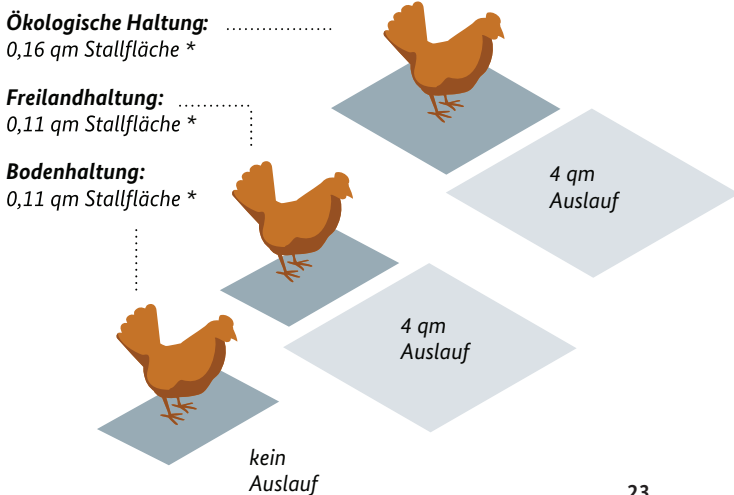 Ökologische Haltung:
0,16 qm Stallfläche *
Freilandhaltung:
0,11 qm Stallfläche *
Bodenhaltung:
0,11 qm Stallfläche *
4 qm
Auslauf
4 qm
Auslauf
kein
Auslauf
23